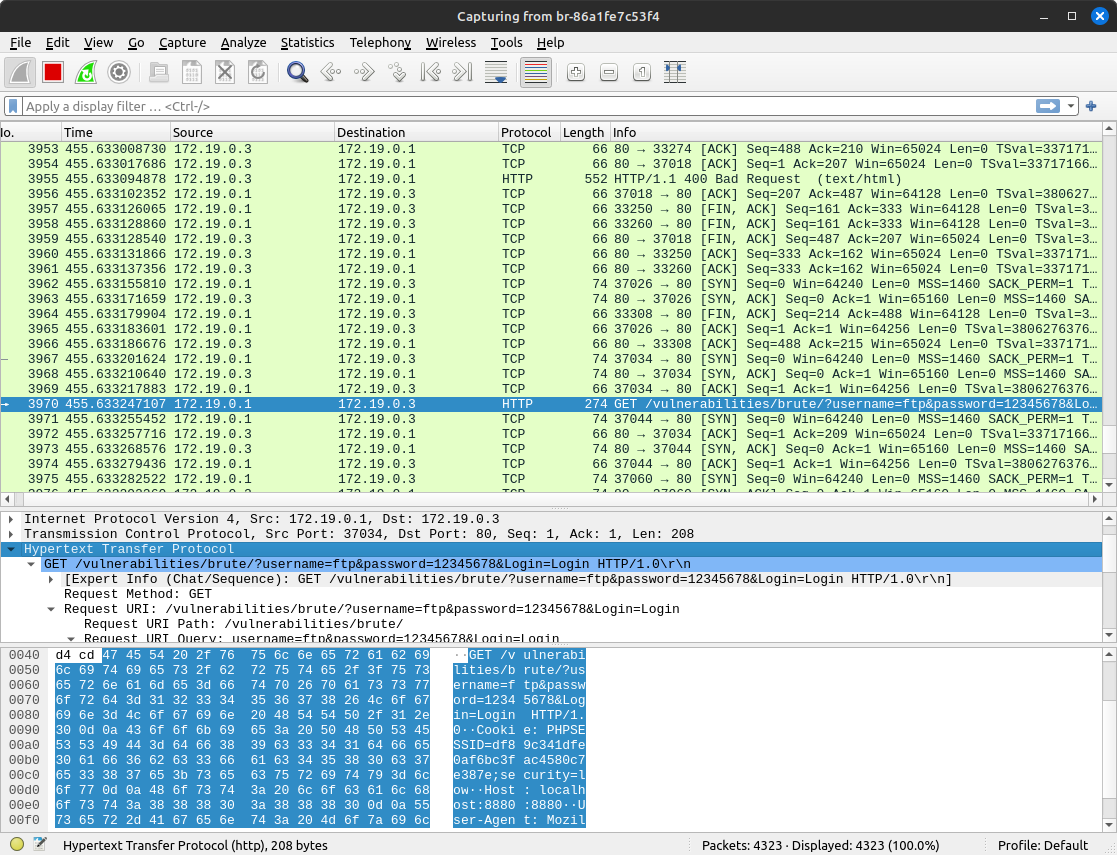 Capturing from br-86a1fe7c53f4
File Edit View Go Capture Analyze Statistics Telephony Wireless Tools Help
Apply a display filter … <Ctrl-/>
lo. Time Source Destination Protocol Length Info
3953 455.633008730 172.19.0.3 172.19.0.1 TCP 66 80 → 33274 [ACK] Seq=488 Ack=210 Win=65024 Len=0 TSval=337171…
3954 455.633017686 172.19.0.3 172.19.0.1 TCP 66 80 → 37018 [ACK] Seq=1 Ack=207 Win=65024 Len=0 TSval=33717166…
3955 455.633094878 172.19.0.3 172.19.0.1 HTTP 552 HTTP/1.1 400 Bad Request  (text/html)
3956 455.633102352 172.19.0.1 172.19.0.3 TCP 66 37018 → 80 [ACK] Seq=207 Ack=487 Win=64128 Len=0 TSval=380627…
3957 455.633126065 172.19.0.1 172.19.0.3 TCP 66 33250 → 80 [FIN, ACK] Seq=161 Ack=333 Win=64128 Len=0 TSval=3…
3958 455.633128860 172.19.0.1 172.19.0.3 TCP 66 33260 → 80 [FIN, ACK] Seq=161 Ack=333 Win=64128 Len=0 TSval=3…
3959 455.633128540 172.19.0.3 172.19.0.1 TCP 66 80 → 37018 [FIN, ACK] Seq=487 Ack=207 Win=65024 Len=0 TSval=3…
3960 455.633131866 172.19.0.3 172.19.0.1 TCP 66 80 → 33250 [ACK] Seq=333 Ack=162 Win=65024 Len=0 TSval=337171…
3961 455.633137356 172.19.0.3 172.19.0.1 TCP 66 80 → 33260 [ACK] Seq=333 Ack=162 Win=65024 Len=0 TSval=337171…
3962 455.633155810 172.19.0.1 172.19.0.3 TCP 74 37026 → 80 [SYN] Seq=0 Win=64240 Len=0 MSS=1460 SACK_PERM=1 T…
3963 455.633171659 172.19.0.3 172.19.0.1 TCP 74 80 → 37026 [SYN, ACK] Seq=0 Ack=1 Win=65160 Len=0 MSS=1460 SA…
3964 455.633179904 172.19.0.1 172.19.0.3 TCP 66 33308 → 80 [FIN, ACK] Seq=214 Ack=488 Win=64128 Len=0 TSval=3…
3965 455.633183601 172.19.0.1 172.19.0.3 TCP 66 37026 → 80 [ACK] Seq=1 Ack=1 Win=64256 Len=0 TSval=3806276376…
3966 455.633186676 172.19.0.3 172.19.0.1 TCP 66 80 → 33308 [ACK] Seq=488 Ack=215 Win=65024 Len=0 TSval=337171…
3967 455.633201624 172.19.0.1 172.19.0.3 TCP 74 37034 → 80 [SYN] Seq=0 Win=64240 Len=0 MSS=1460 SACK_PERM=1 T…
3968 455.633210640 172.19.0.3 172.19.0.1 TCP 74 80 → 37034 [SYN, ACK] Seq=0 Ack=1 Win=65160 Len=0 MSS=1460 SA…
3969 455.633217883 172.19.0.1 172.19.0.3 TCP 66 37034 → 80 [ACK] Seq=1 Ack=1 Win=64256 Len=0 TSval=3806276376…
3970 455.633247107 172.19.0.1 172.19.0.3 HTTP 274 GET /vulnerabilities/brute/?username=ftp&password=12345678&Lo…
3971 455.633255452 172.19.0.1 172.19.0.3 TCP 74 37044 → 80 [SYN] Seq=0 Win=64240 Len=0 MSS=1460 SACK_PERM=1 T…
3972 455.633257716 172.19.0.3 172.19.0.1 TCP 66 80 → 37034 [ACK] Seq=1 Ack=209 Win=65024 Len=0 TSval=33717166…
3973 455.633268576 172.19.0.3 172.19.0.1 TCP 74 80 → 37044 [SYN, ACK] Seq=0 Ack=1 Win=65160 Len=0 MSS=1460 SA…
3974 455.633279436 172.19.0.1 172.19.0.3 TCP 66 37044 → 80 [ACK] Seq=1 Ack=1 Win=64256 Len=0 TSval=3806276376…
3975 455.633282522 172.19.0.1 172.19.0.3 TCP 74 37060 → 80 [SYN] Seq=0 Win=64240 Len=0 MSS=1460 SACK_PERM=1 T…
Internet Protocol Version 4, Src: 172.19.0.1, Dst: 172.19.0.3
Transmission Control Protocol, Src Port: 37034, Dst Port: 80, Seq: 1, Ack: 1, Len: 208
Hypertext Transfer Protocol
GET /vulnerabilities/brute/?username=ftp&password=12345678&Login=Login HTTP/1.0\r\n
[Expert Info (Chat/Sequence): GET /vulnerabilities/brute/?username=ftp&password=12345678&Login=Login HTTP/1.0\r\n]
Request Method: GET
Request URI: /vulnerabilities/brute/?username=ftp&password=12345678&Login=Login
Request URI Path: /vulnerabilities/brute/
Request URI Query: username=ftp&password=12345678&Login=Login
0040 d4 cd 47 45 54 20 2f 76 75 6c 6e 65 72 61 62 69 ··GET /v ulnerabi
0050 6c 69 74 69 65 73 2f 62 72 75 74 65 2f 3f 75 73 lities/b rute/?us
0060 65 72 6e 61 6d 65 3d 66 74 70 26 70 61 73 73 77 ername=f tp&passw
0070 6f 72 64 3d 31 32 33 34 35 36 37 38 26 4c 6f 67 ord=1234 5678&Log
0080 69 6e 3d 4c 6f 67 69 6e 20 48 54 54 50 2f 31 2e in=Login  HTTP/1.
0090 30 0d 0a 43 6f 6f 6b 69 65 3a 20 50 48 50 53 45 0··Cooki e: PHPSE
00a0 53 53 49 44 3d 64 66 38 39 63 33 34 31 64 66 65 SSID=df8 9c341dfe
00b0 30 61 66 36 62 63 33 66 61 63 34 35 38 30 63 37 0af6bc3f ac4580c7
00c0 65 33 38 37 65 3b 73 65 63 75 72 69 74 79 3d 6c e387e;se curity=l
00d0 6f 77 0d 0a 48 6f 73 74 3a 20 6c 6f 63 61 6c 68 ow··Host : localh
00e0 6f 73 74 3a 38 38 38 30 3a 38 38 38 30 0d 0a 55 ost:8880 :8880··U
00f0 73 65 72 2d 41 67 65 6e 74 3a 20 4d 6f 7a 69 6c ser-Agen t: Mozil
Hypertext Transfer Protocol (http), 208 bytes Packets: 4323 · Displayed: 4323 (100.0%) Profile: Default